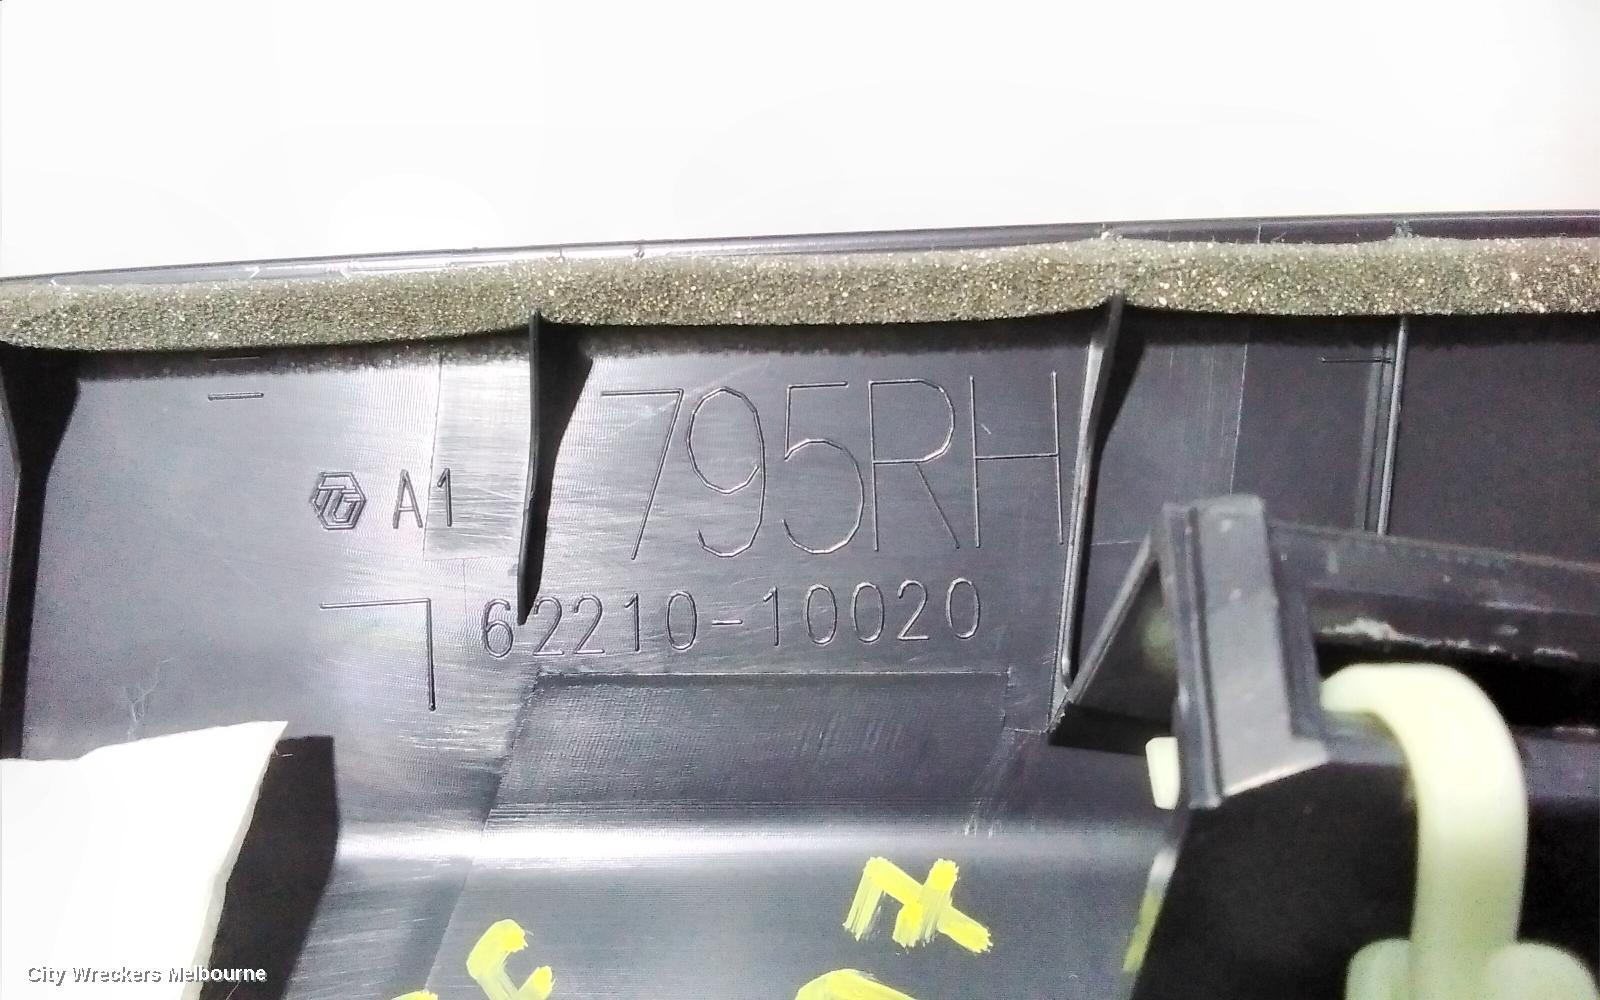 795RH
A1
62210-10020
City Wreckers Melbourne